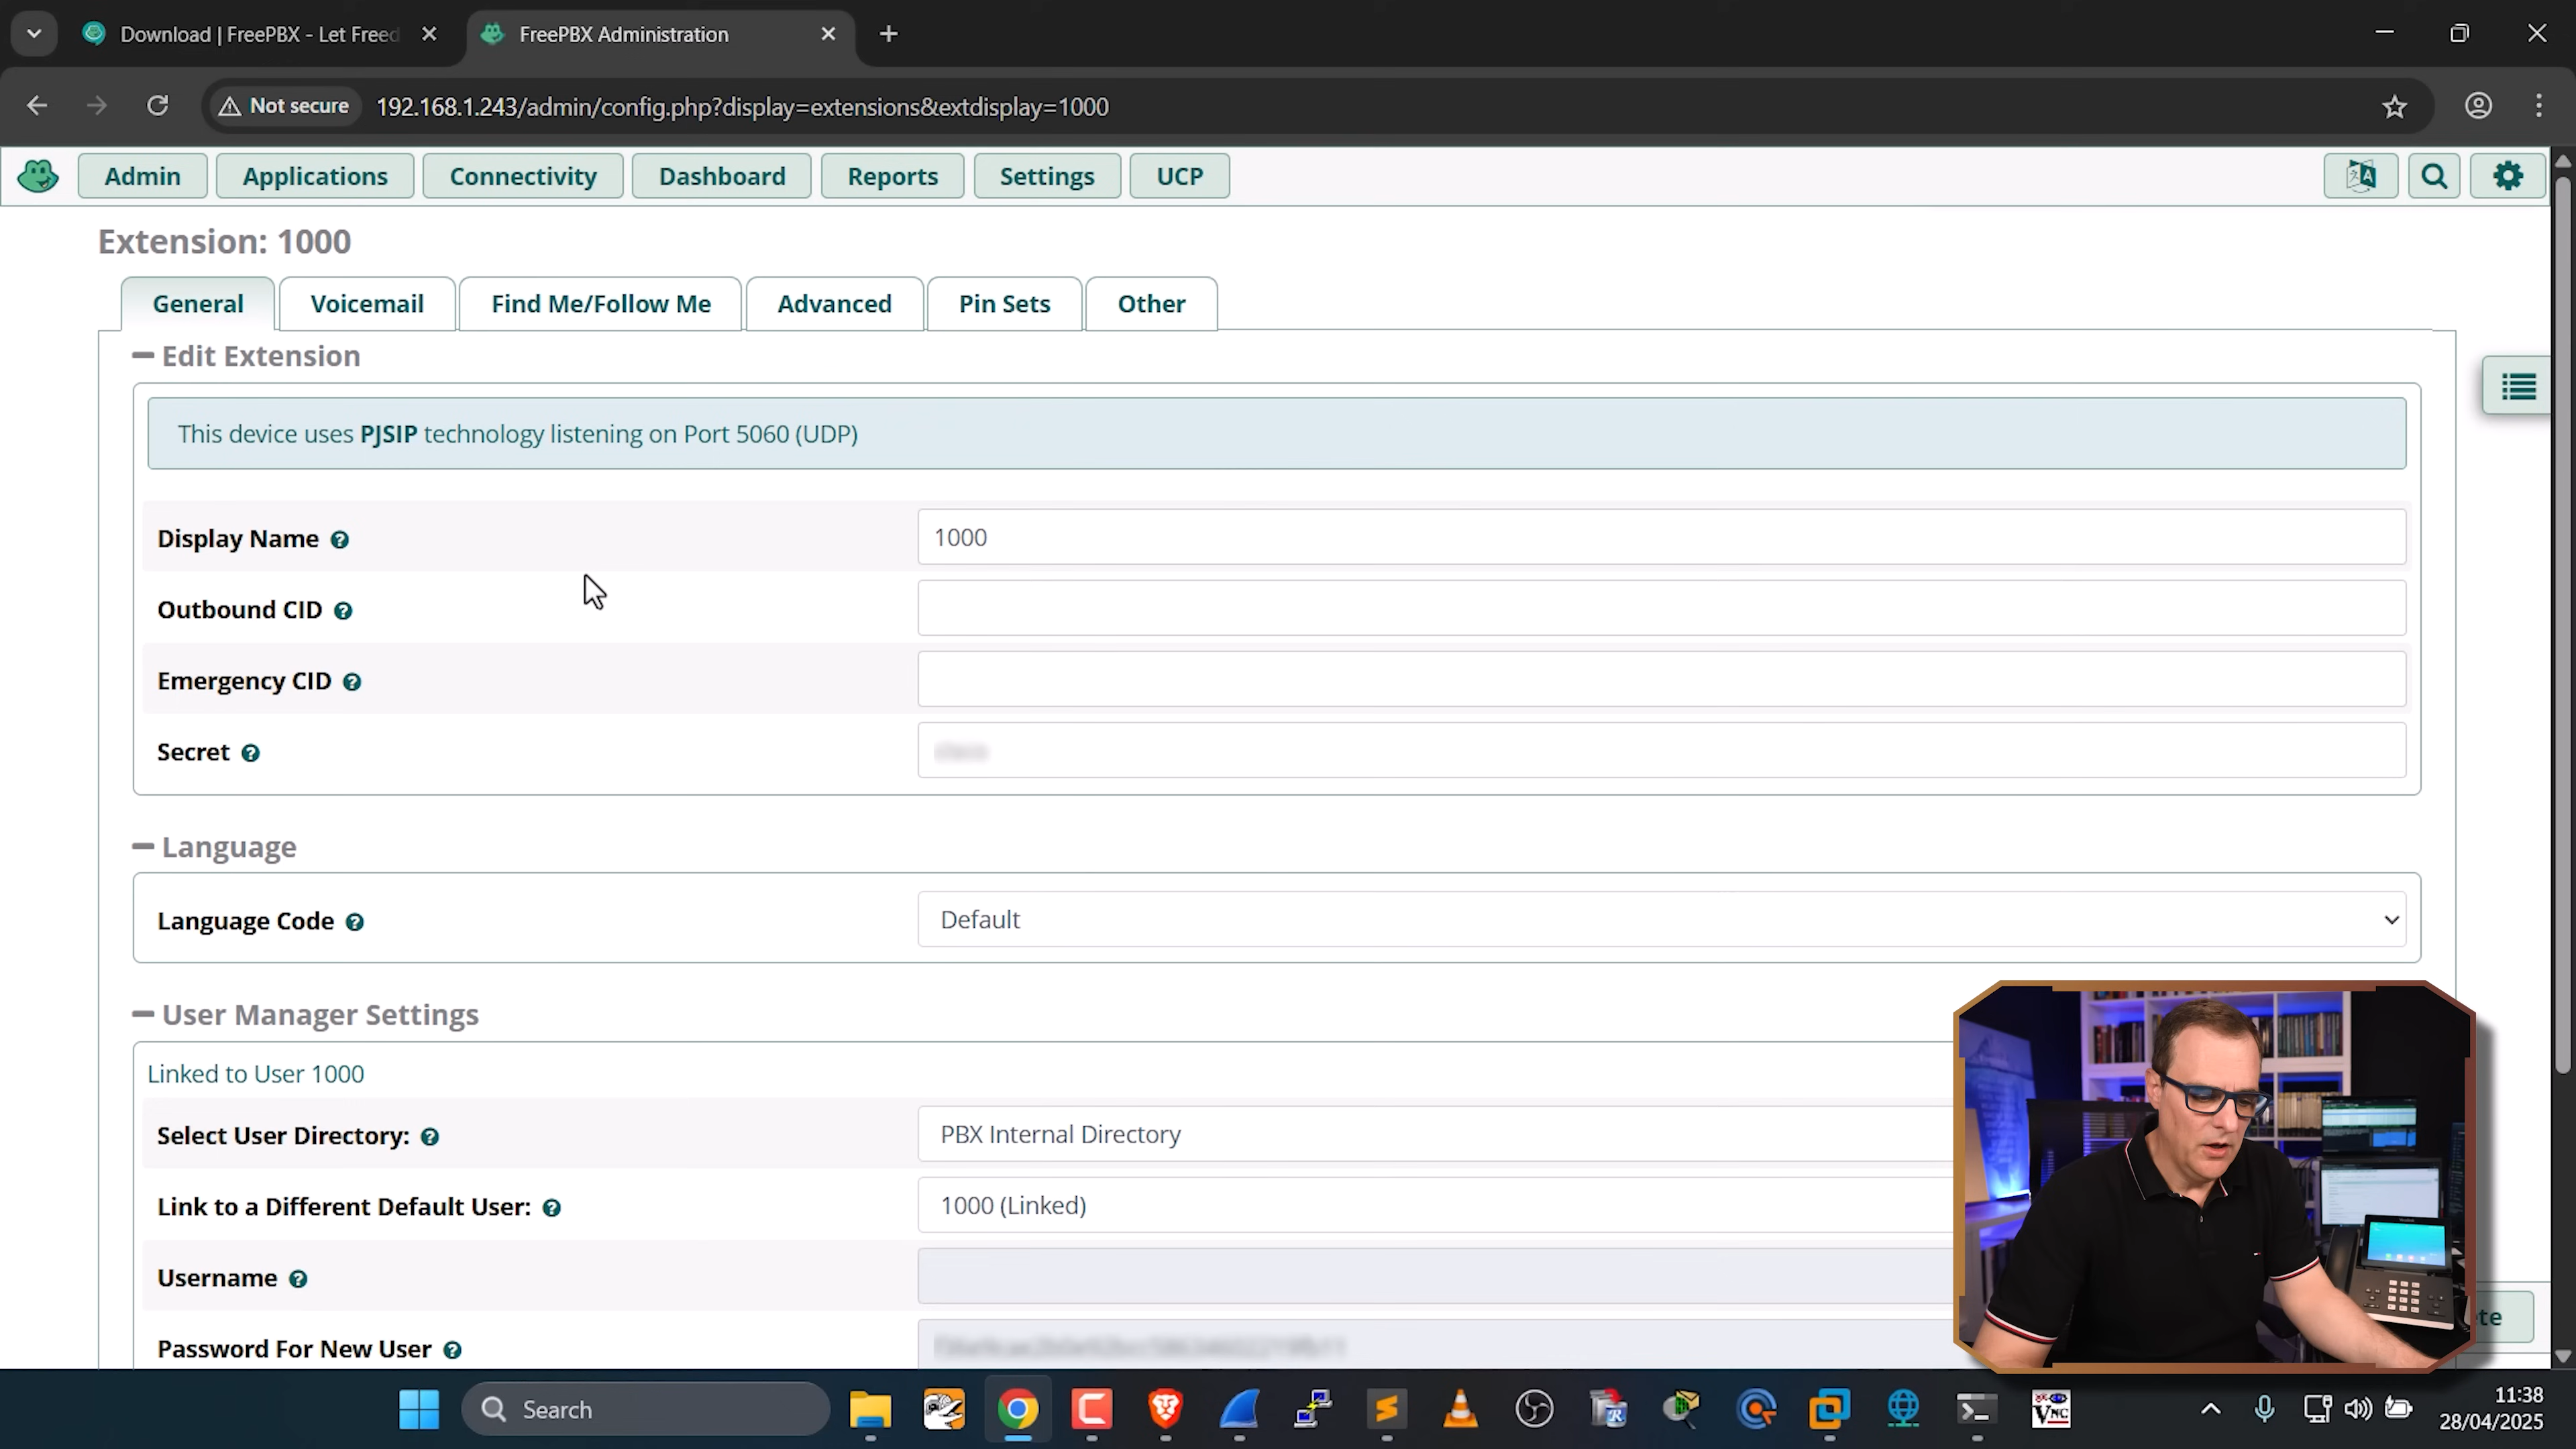 Download | FreePBX - Let Freed
FreePBX Administration
Not secure
192.168.1.243/admin/config.php?display=extensions&extdisplay=1000
Admin
Applications
Connectivity
Dashboard
Reports
Settings
UCP
Extension: 1000
General
Voicemail
Find Me/Follow Me
Advanced
Pin Sets
Other
Edit Extension
This device uses PJSIP technology listening on Port 5060 (UDP)
Display Name
1000
Outbound CID
Emergency CID
Secret
Language
Language Code
Default
User Manager Settings
Linked to User 1000
Select User Directory:
PBX Internal Directory
Link to a Different Default User:
1000 (Linked)
Username
Password For New User
Search
VNC
11:38
28/04/2025